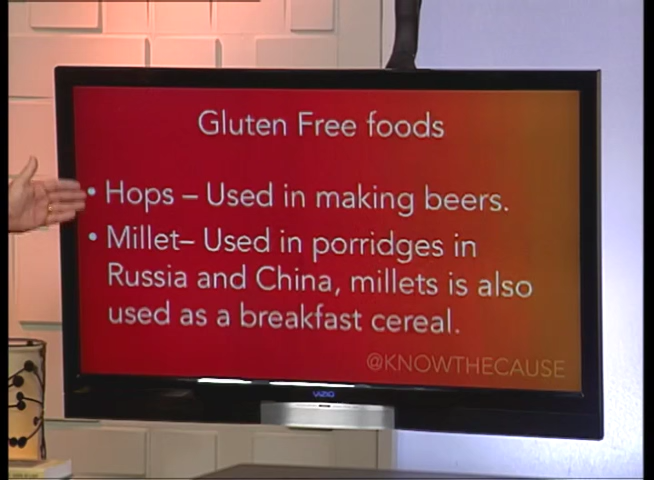 Gluten Free foods
• Hops – Used in making beers.
• Millet– Used in porridges in
Russia and China, millets is also
used as a breakfast cereal.
@KNOWTHECAUSE
VIZIO